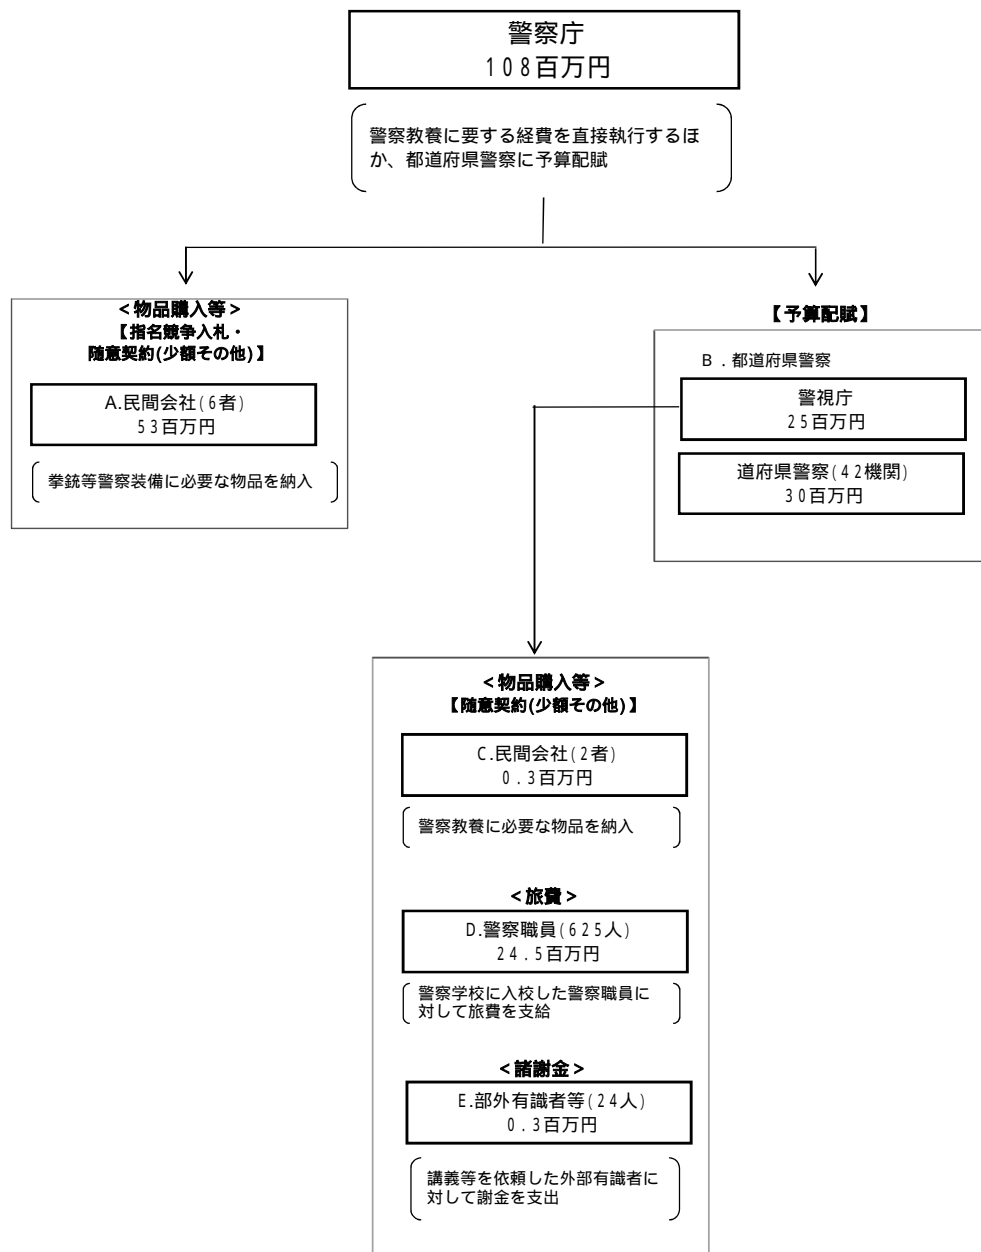 警察庁
108百万円
警察教養に要する経費を直接執行するほ
か、都道府県警察に予算配賦
＜物品購入等＞
【指名競争入札・
随意契約(少額その他)】
A.民間会社(6者)
53百万円
拳銃等警察装備に必要な物品を納入
【予算配賦】
B．都道府県警察
警視庁
25百万円
道府県警察(42機関)
30百万円
＜物品購入等＞
【随意契約(少額その他)】
C.民間会社(2者)
0.3百万円
警察教養に必要な物品を納入
＜旅費＞
D.警察職員(625人)
24.5百万円
警察学校に入校した警察職員に
対して旅費を支給
＜諸謝金＞
E.部外有識者等(24人)
0.3百万円
講義等を依頼した外部有識者に
対して謝金を支出